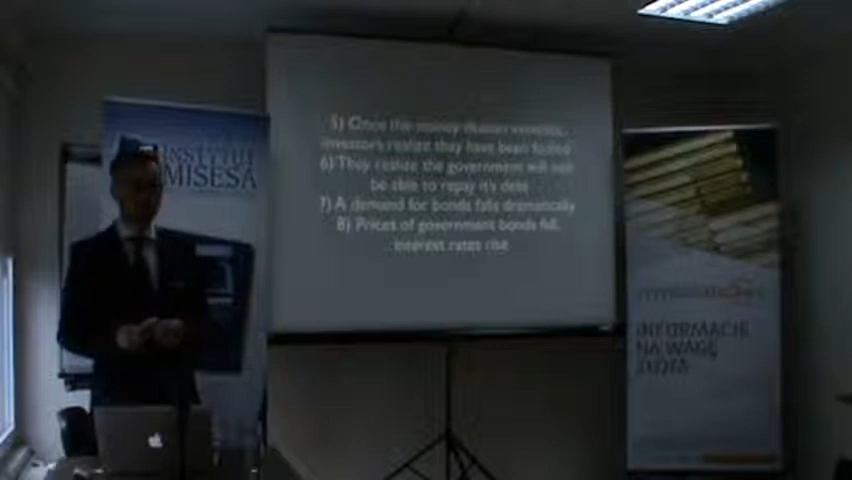 INSTYTUT
MISESA
5) Once the money illusion vanishes,
investors realize they have been fooled
6) They realize the government will not
be able to repay it's debt
7) A demand for bonds falls dramatically
8) Prices of government bonds fall,
interest rates rise
INFORMACJE
NA WAGĘ
ZŁOTA